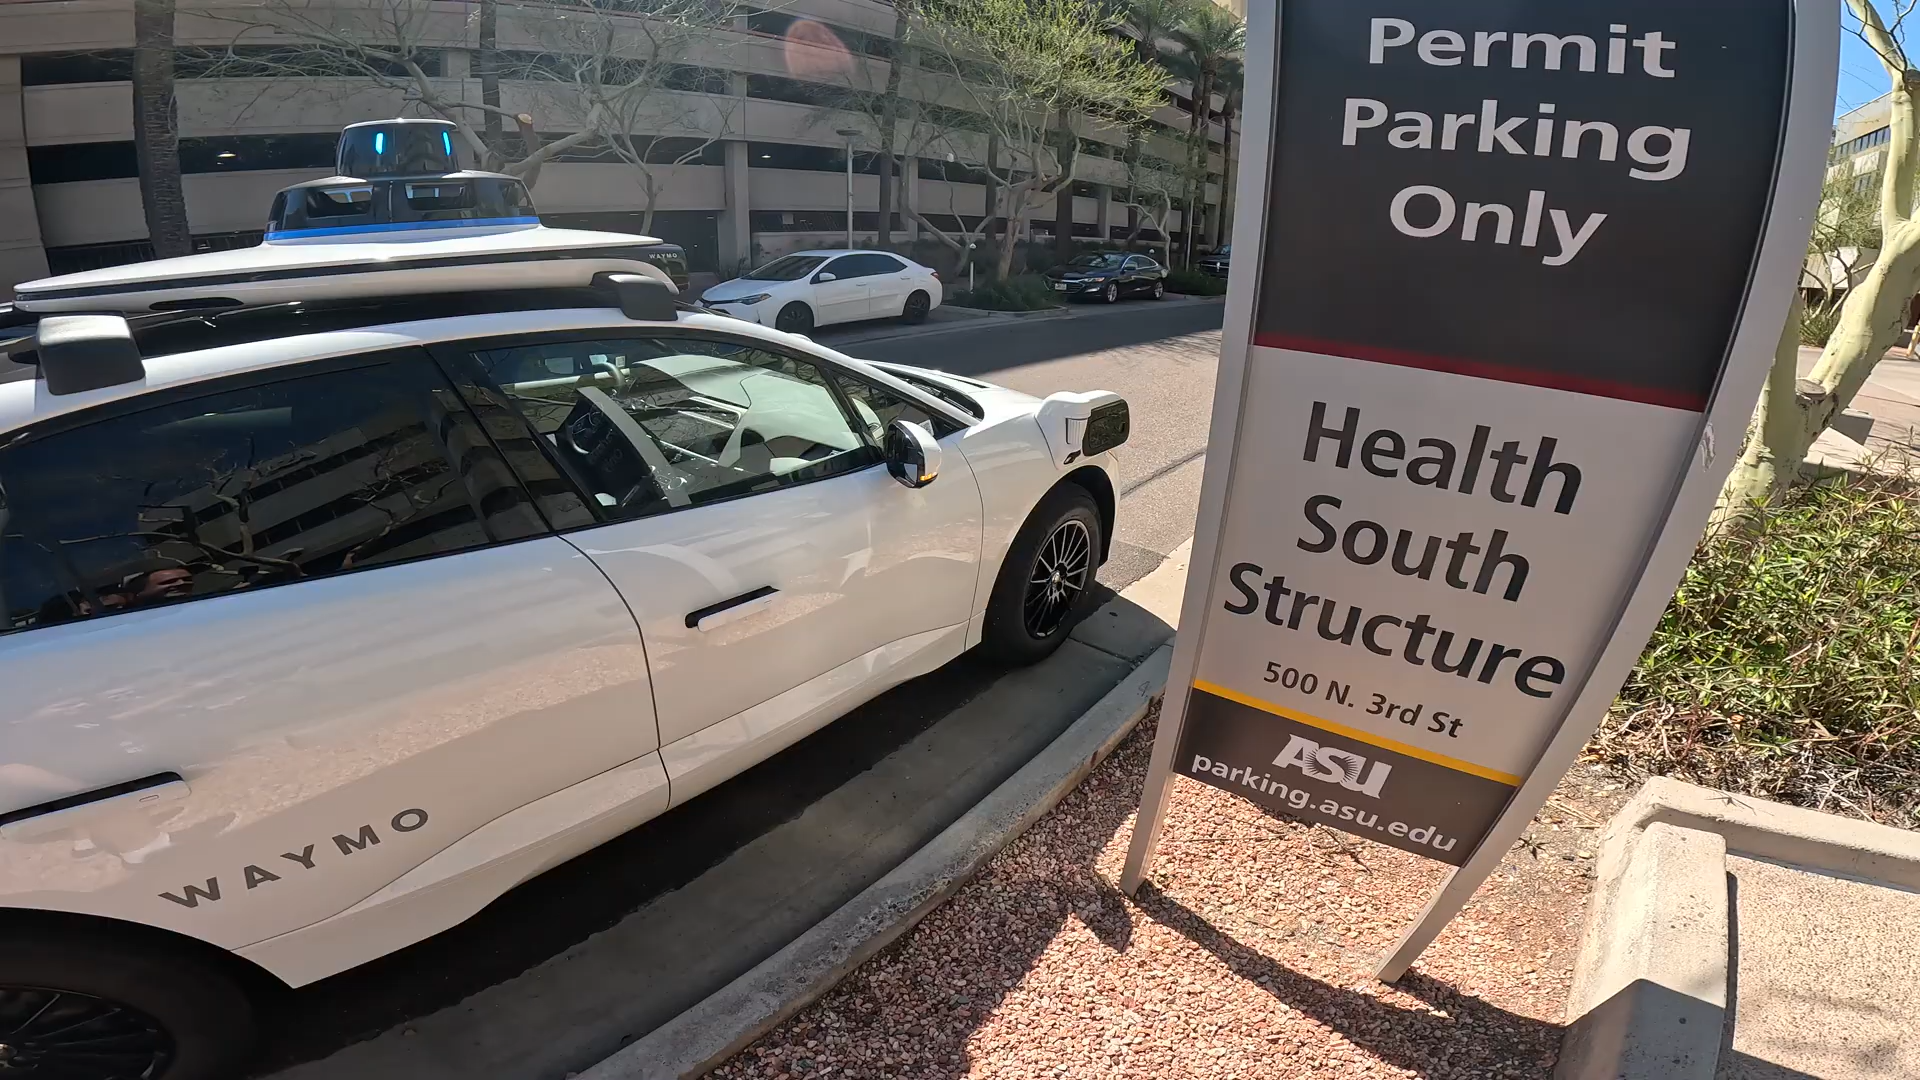 Permit
Parking
Only
Health
South
Structure
500 N. 3rd St
ASU
parking.asu.edu
WAYMO
WAYMO